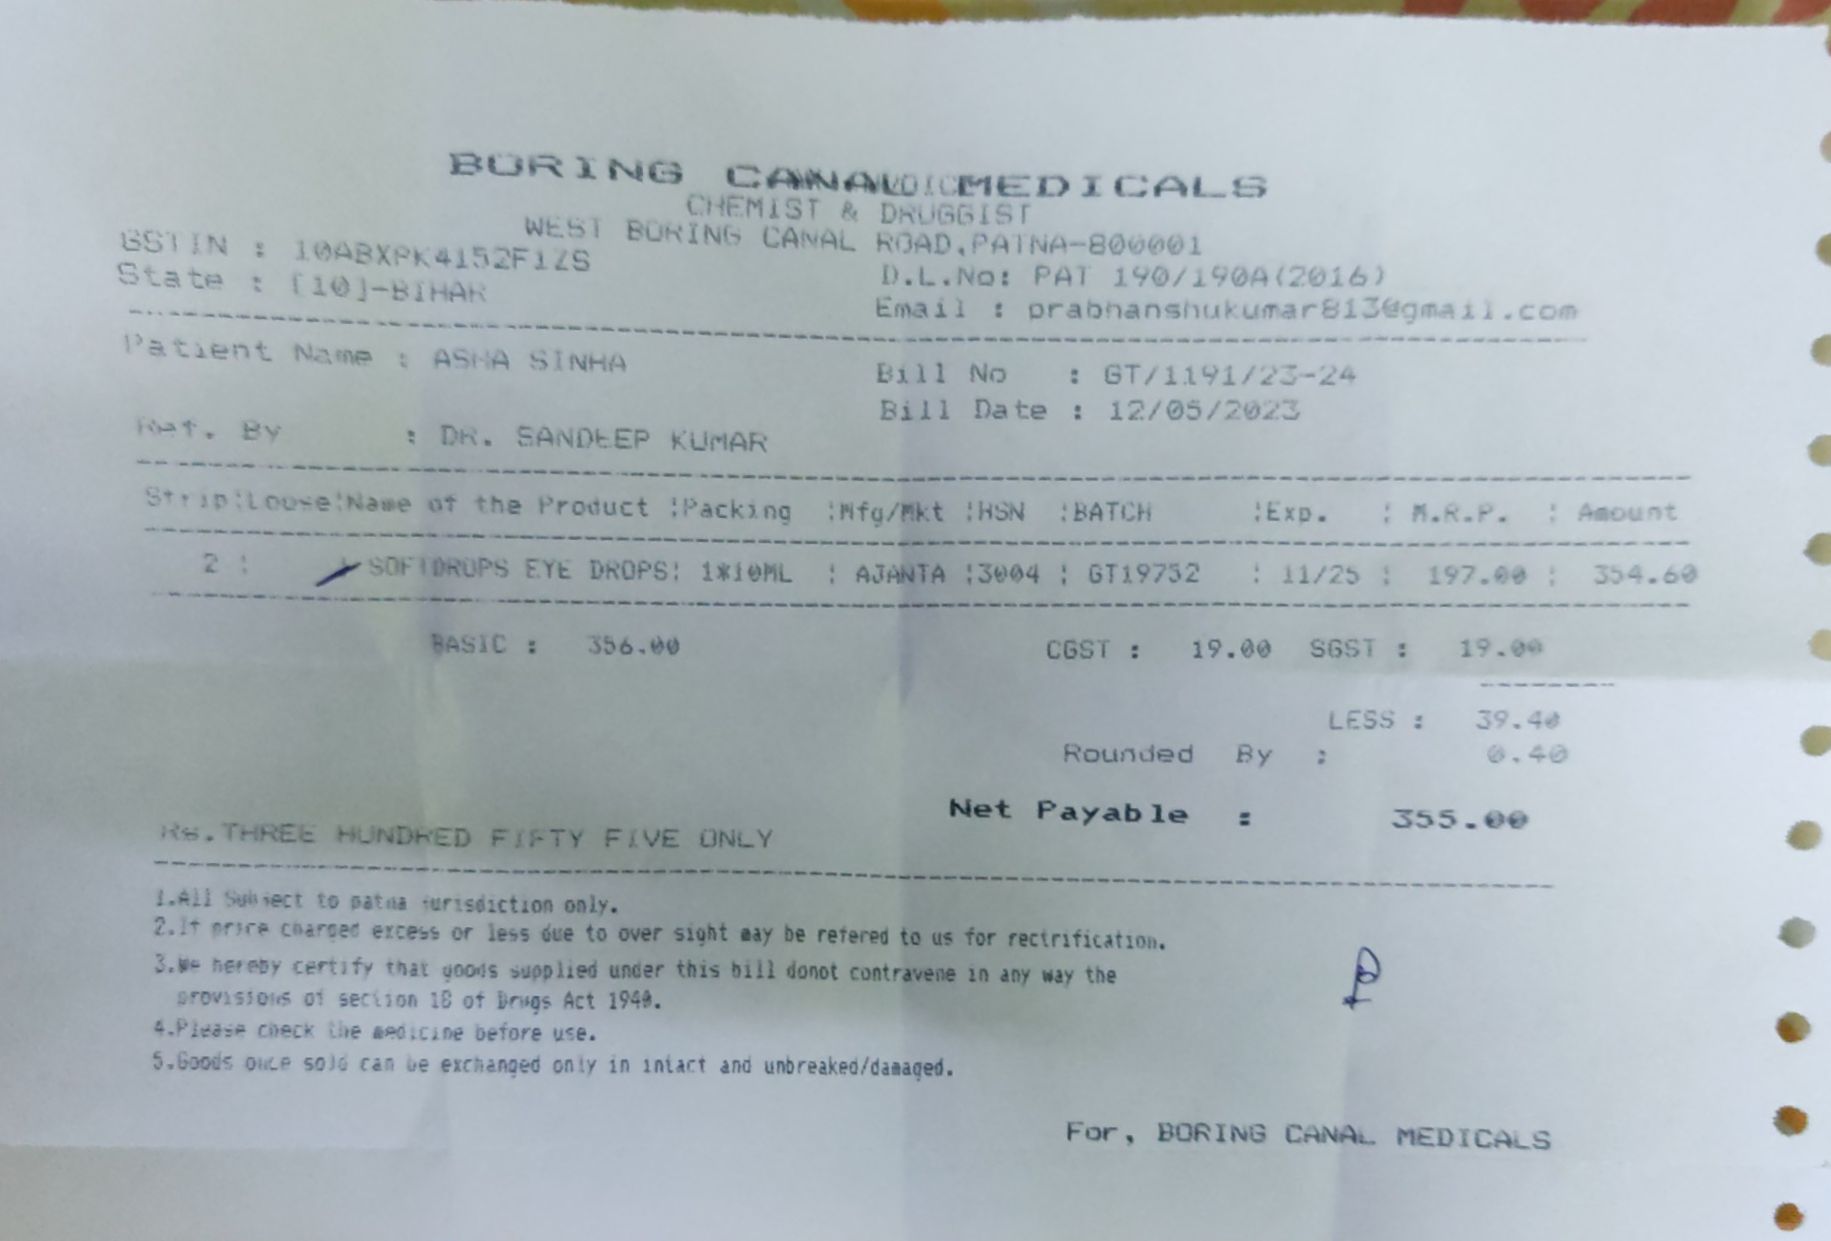 BORING CANAL MEDICALS
CHEMIST & DRUGGIST
WEST BORING CANAL ROAD,PATNA-800001
GSTIN : 10ABXPK4152F1ZS
D.L.No: PAT 190/190A(2016)
State : [10]-BIHAR
Email : prabhanshukumar813@gmail.com
Patient Name : ASHA SINHA
Bill No : GT/1191/23-24
Bill Date : 12/05/2023
Ref. By : DR. SANDEEP KUMAR
Strip¦Loose¦Name of the Product ¦Packing ¦Mfg/Mkt ¦HSN ¦BATCH ¦Exp. ¦ M.R.P. ¦ Amount
2 ¦ ¦ SOFTDROPS EYE DROPS¦ 1*10ML ¦ AJANTA ¦3004 ¦ GT19752 ¦ 11/25 ¦ 197.00 ¦ 354.60
BASIC : 356.00 CGST : 19.00 SGST : 19.00
LESS : 39.40
Rounded By : 0.40
Net Payable : 355.00
Rs.THREE HUNDRED FIFTY FIVE ONLY
1.All Subject to patna jurisdiction only.
2.If price charged excess or less due to over sight may be refered to us for rectrification.
3.We hereby certify that goods supplied under this bill donot contravene in any way the
provisions of section 18 of Drugs Act 1940.
4.Please check the medicine before use.
5.Goods once sold can be exchanged only in intact and unbreaked/damaged.
For, BORING CANAL MEDICALS